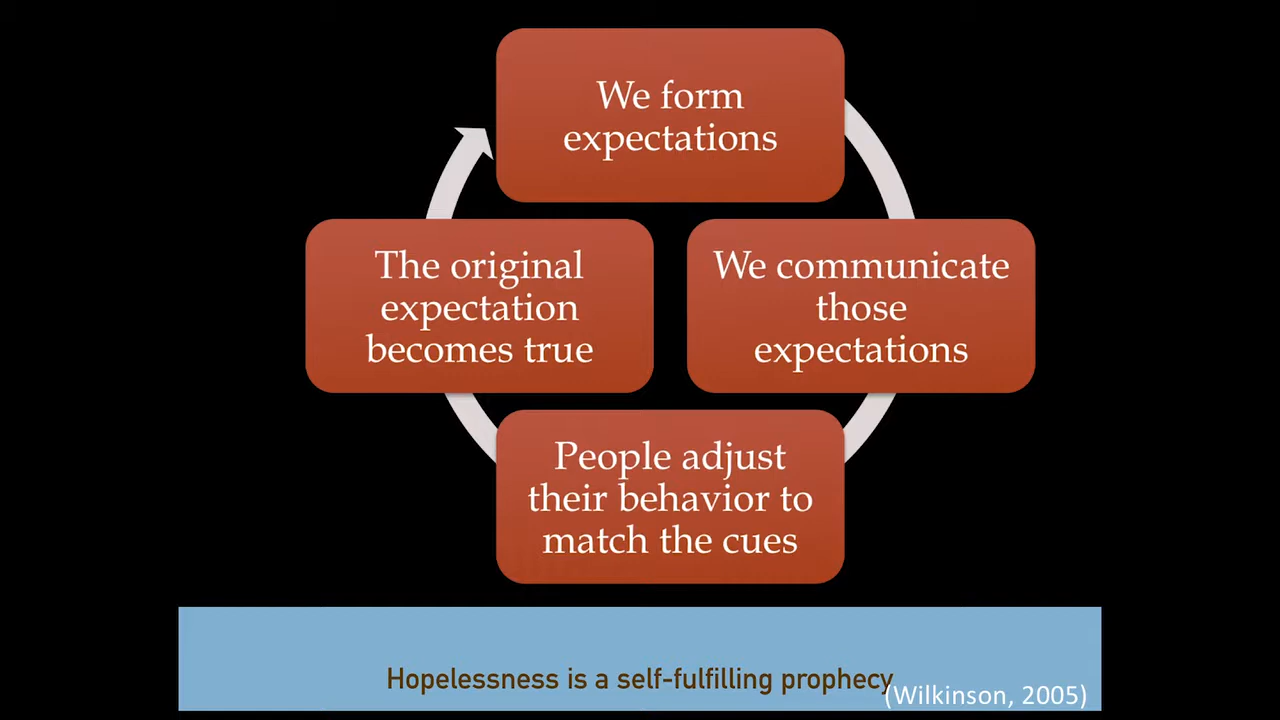 We form
expectations
We communicate
those
expectations
People adjust
their behavior to
match the cues
The original
expectation
becomes true
Hopelessness is a self-fulfilling prophecy
(Wilkinson, 2005)